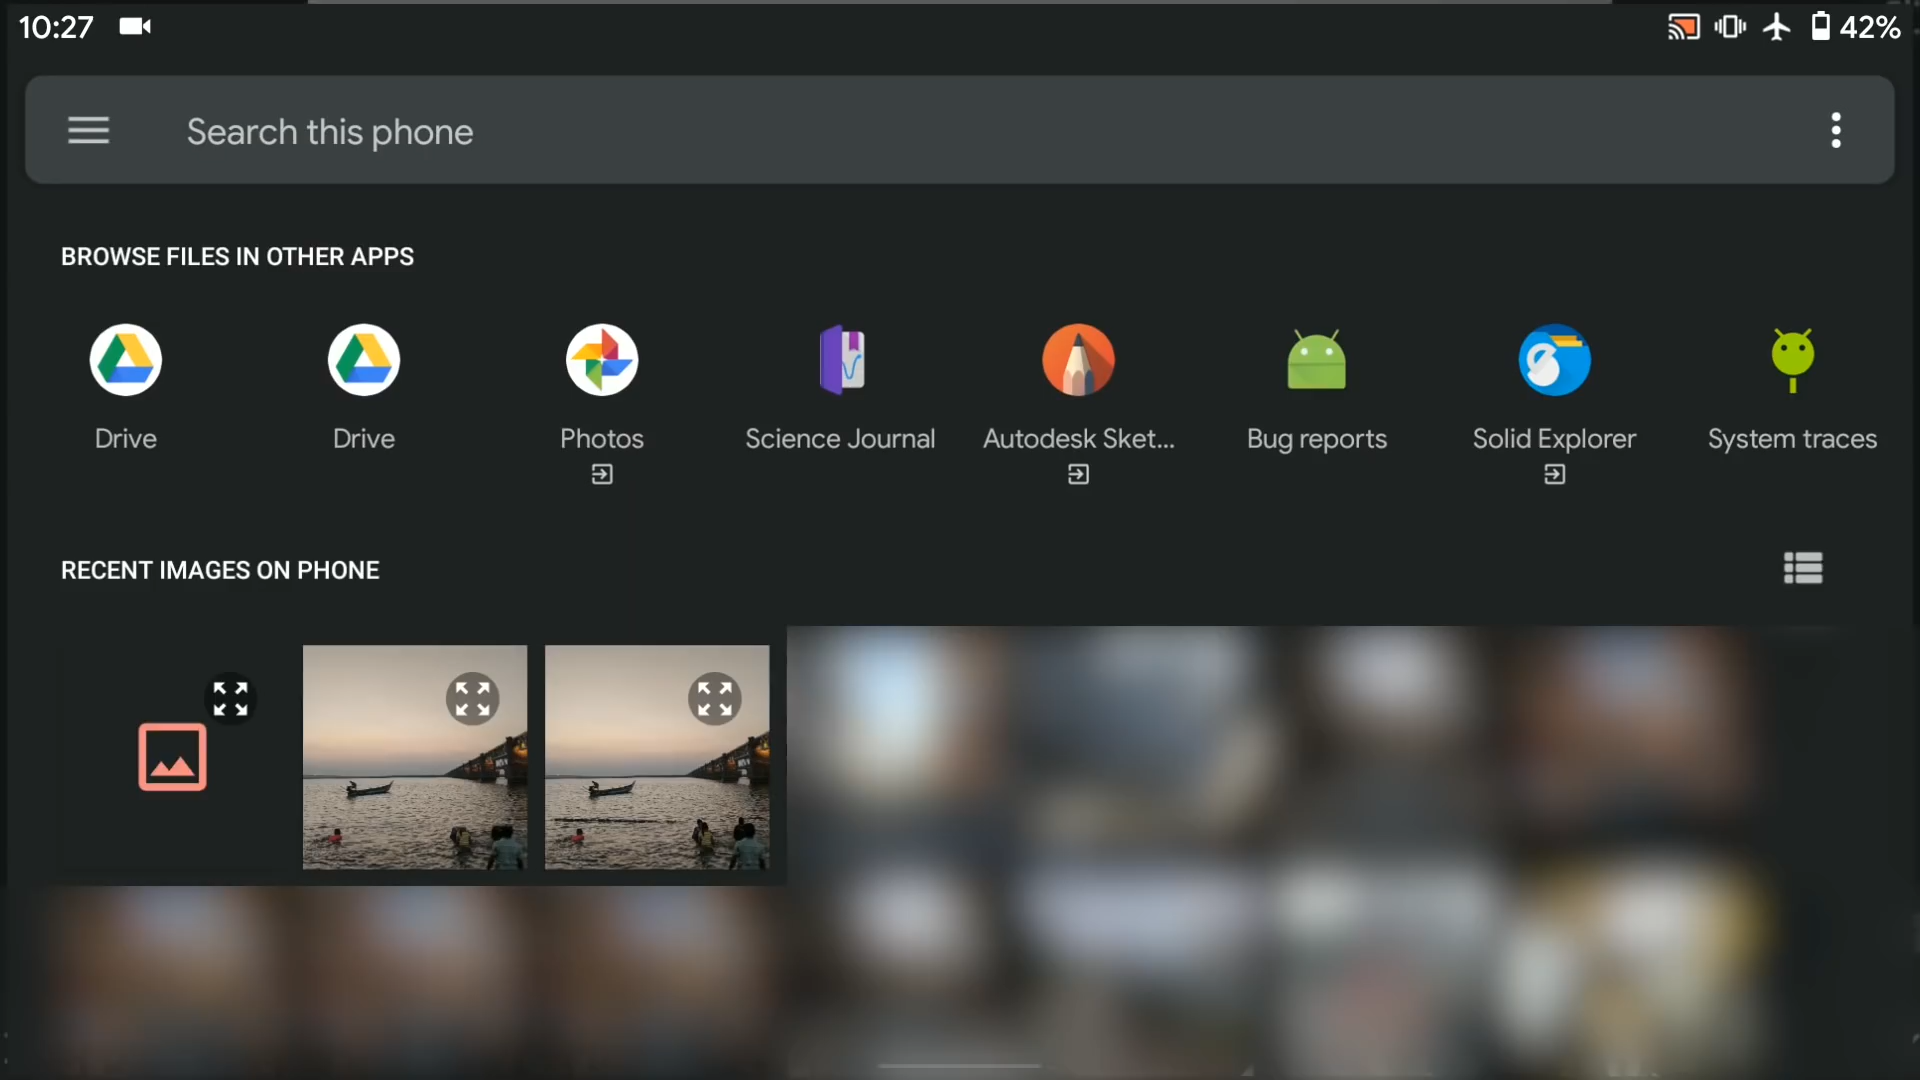 10:27
42%
Search this phone
BROWSE FILES IN OTHER APPS
Drive
Drive
Photos
Science Journal
Autodesk Sket...
Bug reports
Solid Explorer
System traces
RECENT IMAGES ON PHONE